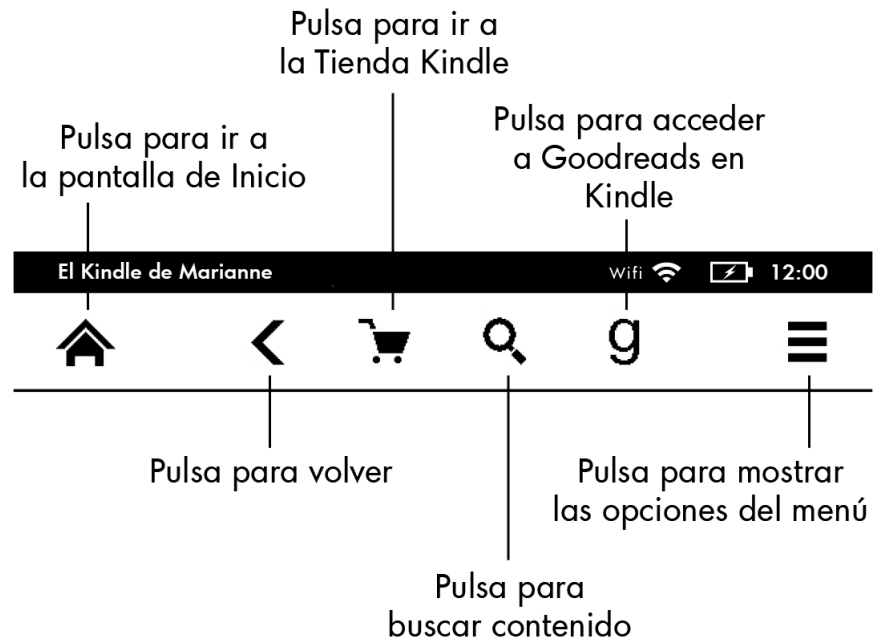 Pulsa para ir a
la Tienda Kindle
Pulsa para ir a
la pantalla de Inicio
Pulsa para acceder
a Goodreads en
Kindle
El Kindle de Marianne
Wifi
12:00
g
Pulsa para volver
Pulsa para mostrar
las opciones del menú
Pulsa para
buscar contenido